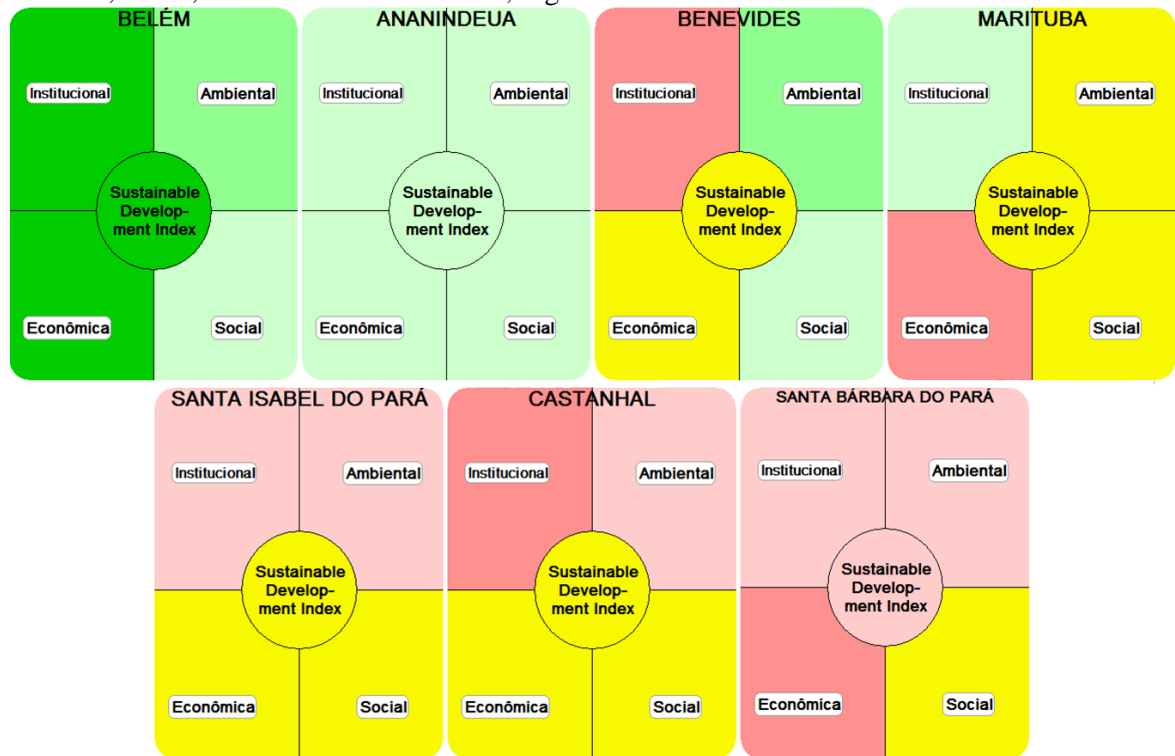 BELÉM
Institucional
Ambiental
Sustainable
Develop-
ment Index
Econômica
Social
ANANINDEUA
Institucional
Ambiental
Sustainable
Develop-
ment Index
Econômica
Social
BENEVIDES
Institucional
Ambiental
Sustainable
Develop-
ment Index
Econômica
Social
MARITUBA
Institucional
Ambiental
Sustainable
Develop-
ment Index
Econômica
Social
SANTA ISABEL DO PARÁ
Institucional
Ambiental
Sustainable
Develop-
ment Index
Econômica
Social
CASTANHAL
Institucional
Ambiental
Sustainable
Develop-
ment Index
Econômica
Social
SANTA BÁRBARA DO PARÁ
Institucional
Ambiental
Sustainable
Develop-
ment Index
Econômica
Social